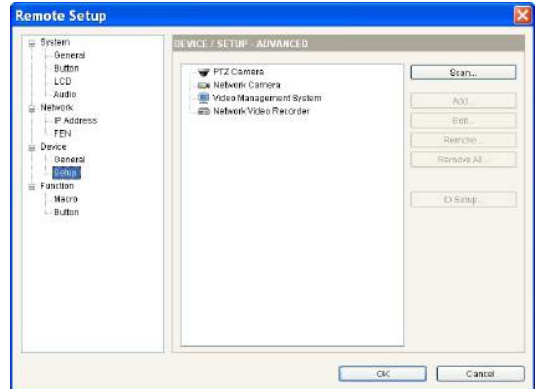 Remote Setup
System
General
Button
LCD
Audio
Network
IP Address
FEN
Device
General
Setup
Function
Macro
Button
DEVICE / SETUP - ADVANCED
PTZ Camera
Network Camera
Video Management System
Network Video Recorder
Scan...
Add...
Edit...
Remove...
Remove All...
ID Setup...
OK
Cancel